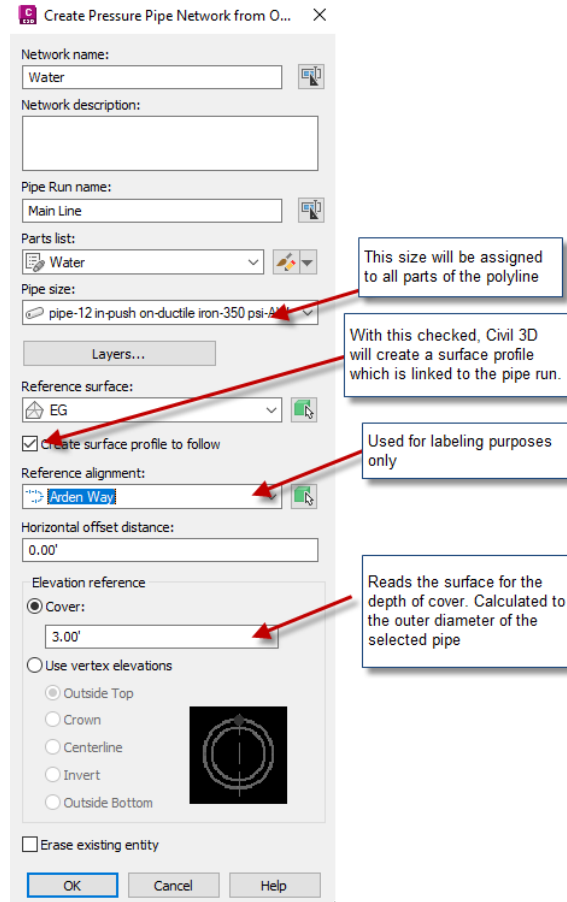 Create Pressure Pipe Network from O...
Network name:
Water
Network description:
Pipe Run name:
Main Line
Parts list:
Water
Pipe size:
pipe-12 in-push on-ductile iron-350 psi-
Layers...
Reference surface:
EG
Create surface profile to follow
Reference alignment:
Arden Way
Horizontal offset distance:
0.00'
Elevation reference
Cover:
3.00'
Use vertex elevations
Outside Top
Crown
Centerline
Invert
Outside Bottom
Erase existing entity
OK
Cancel
Help
This size will be assigned
to all parts of the polyline
With this checked, Civil 3D
will create a surface profile
which is linked to the pipe run.
Used for labeling purposes
only
Reads the surface for the
depth of cover. Calculated to
the outer diameter of the
selected pipe